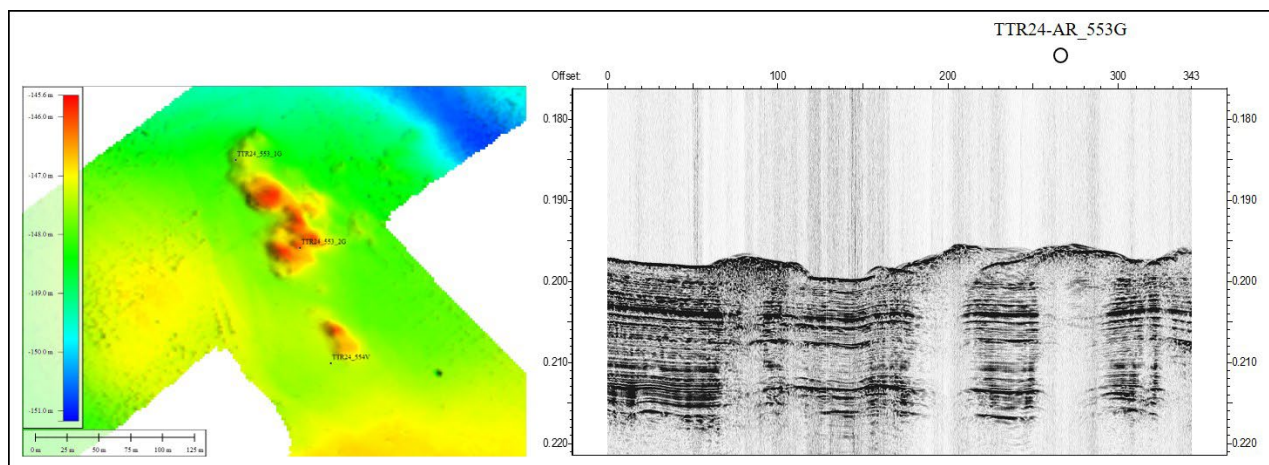 TTR24-AR_553G
Offset: 0 100 200 300 343
-145.6 m
-146.0 m
-147.0 m
-148.0 m
-149.0 m
-150.0 m
-151.0 m
TTR24_553_1G
TTR24_553_2G
TTR24_554V
0 m 25 m 50 m 75 m 100 m 125 m
0.180 0.180
0.190 0.190
0.200 0.200
0.210 0.210
0.220 0.220